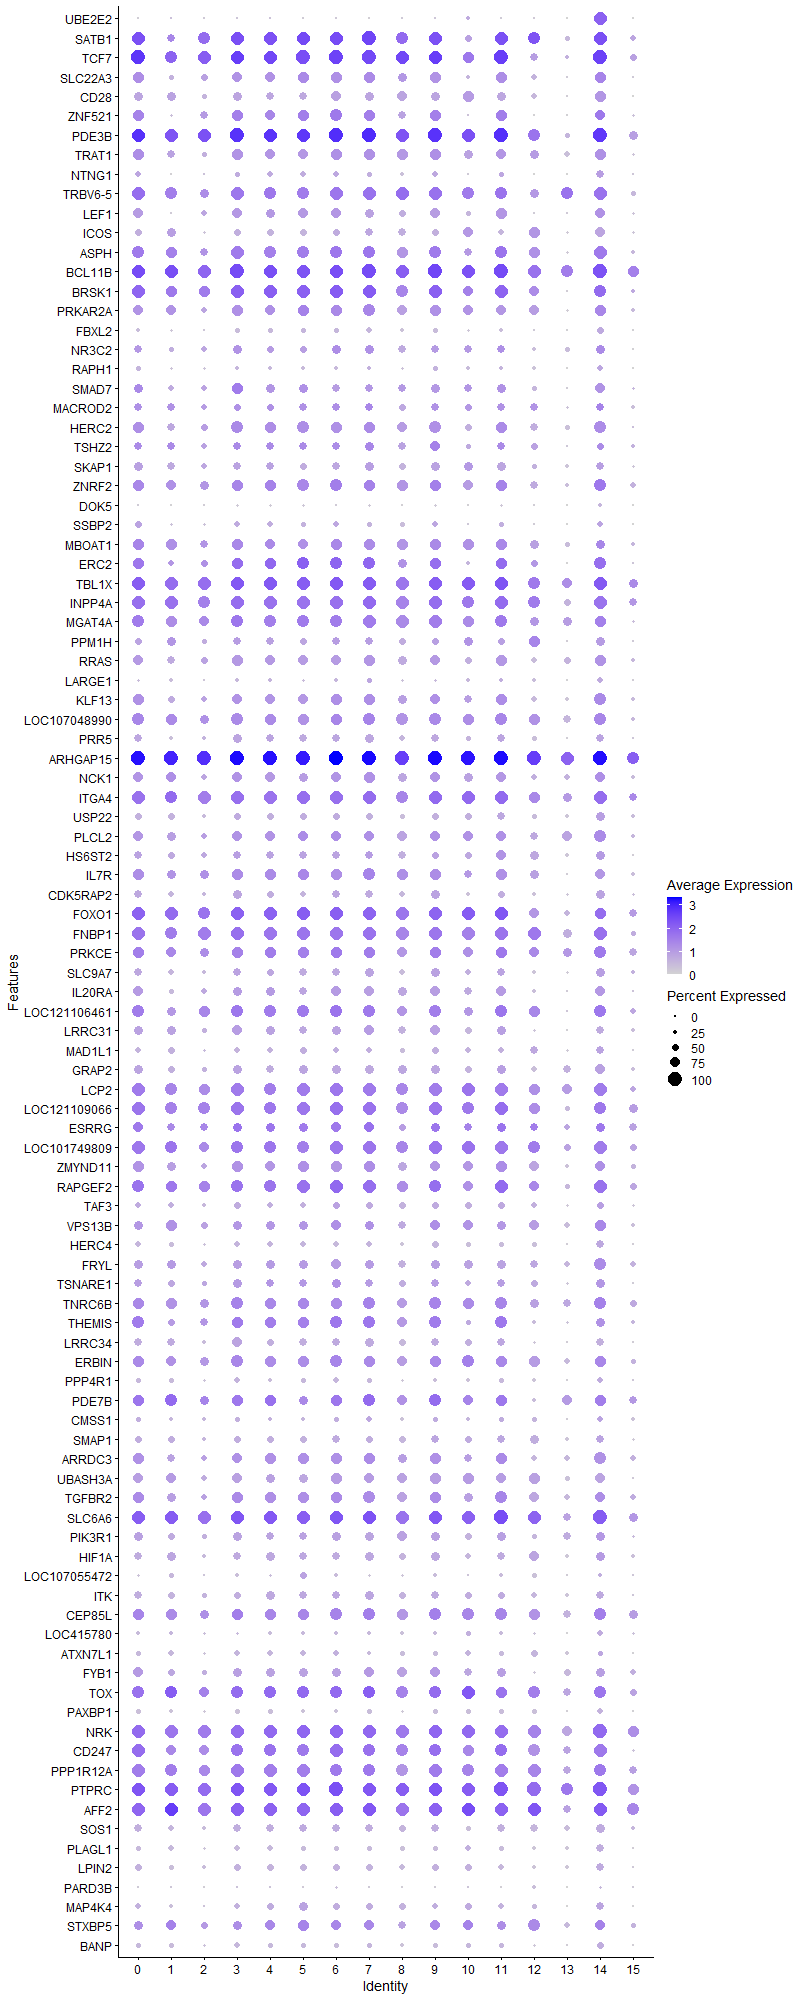 UBE2E2
SATB1
TCF7
SLC22A3
CD28
ZNF521
PDE3B
TRAT1
NTNG1
TRBV6-5
LEF1
ICOS
ASPH
BCL11B
BRSK1
PRKAR2A
FBXL2
NR3C2
RAPH1
SMAD7
MACROD2
HERC2
TSHZ2
SKAP1
ZNRF2
DOK5
SSBP2
MBOAT1
ERC2
TBL1X
INPP4A
MGAT4A
PPM1H
RRAS
LARGE1
KLF13
LOC107048990
PRR5
ARHGAP15
NCK1
ITGA4
USP22
PLCL2
HS6ST2
IL7R
CDK5RAP2
FOXO1
FNBP1
PRKCE
SLC9A7
IL20RA
LOC121106461
LRRC31
MAD1L1
GRAP2
LCP2
LOC121109066
ESRRG
LOC101749809
ZMYND11
RAPGEF2
TAF3
VPS13B
HERC4
FRYL
TSNARE1
TNRC6B
THEMIS
LRRC34
ERBIN
PPP4R1
PDE7B
CMSS1
SMAP1
ARRDC3
UBASH3A
TGFBR2
SLC6A6
PIK3R1
HIF1A
LOC107055472
ITK
CEP85L
LOC415780
ATXN7L1
FYB1
TOX
PAXBP1
NRK
CD247
PPP1R12A
PTPRC
AFF2
SOS1
PLAGL1
LPIN2
PARD3B
MAP4K4
STXBP5
BANP
Features
0 1 2 3 4 5 6 7 8 9 10 11 12 13 14 15
Identity
Average Expression
3
2
1
0
Percent Expressed
0
25
50
75
100